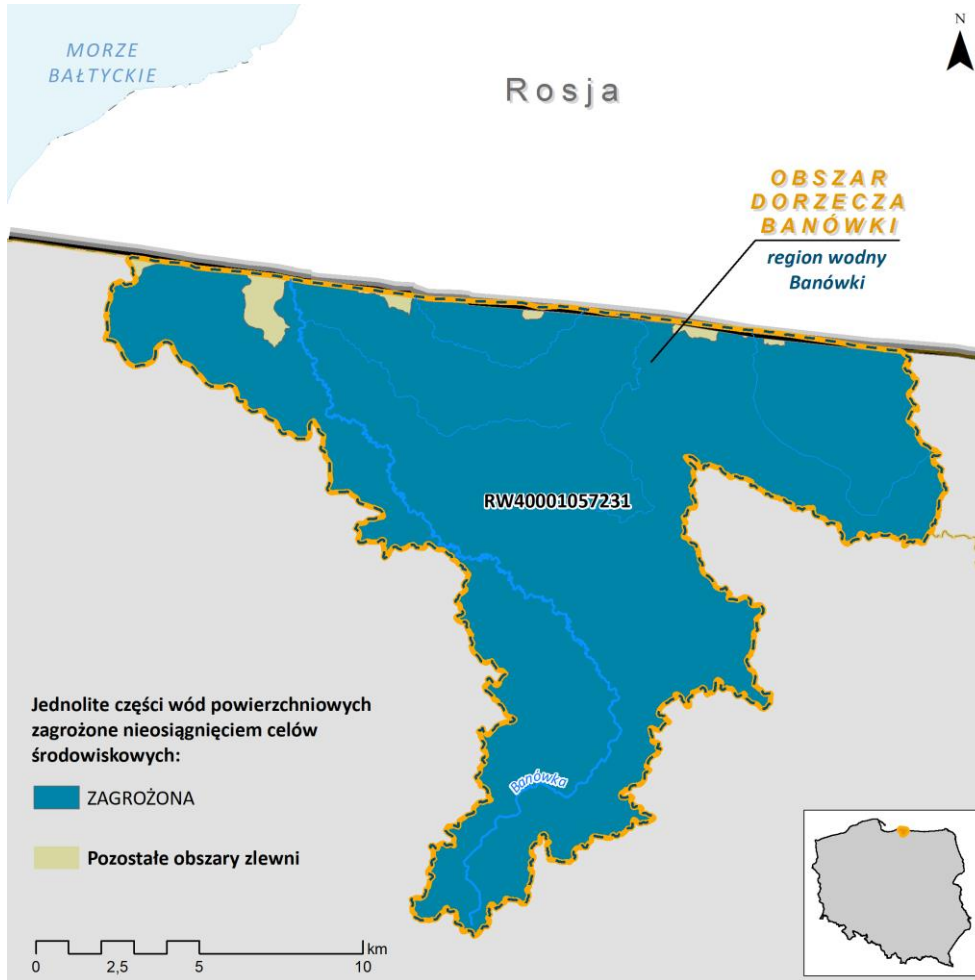 MORZE
BAŁTYCKIE
Rosja
N
OBSZAR
DORZECZA
BANÓWKI
region wodny
Banówki
RW40001057231
Banówka
Jednolite części wód powierzchniowych
zagrożone nieosiągnięciem celów
środowiskowych:
ZAGROŻONA
Pozostałe obszary zlewni
km
0 2,5 5 10